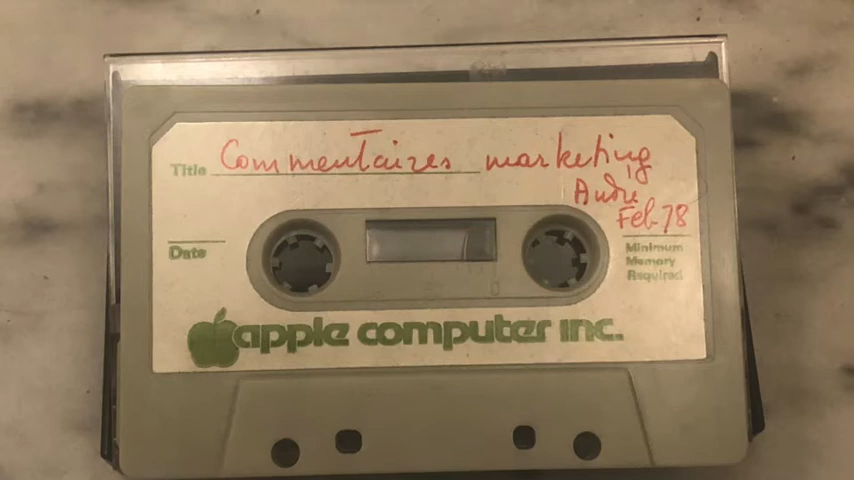 Title Commentaires marketing
André
Feb-78
Date
Minimum
Memory
Required
apple computer inc.